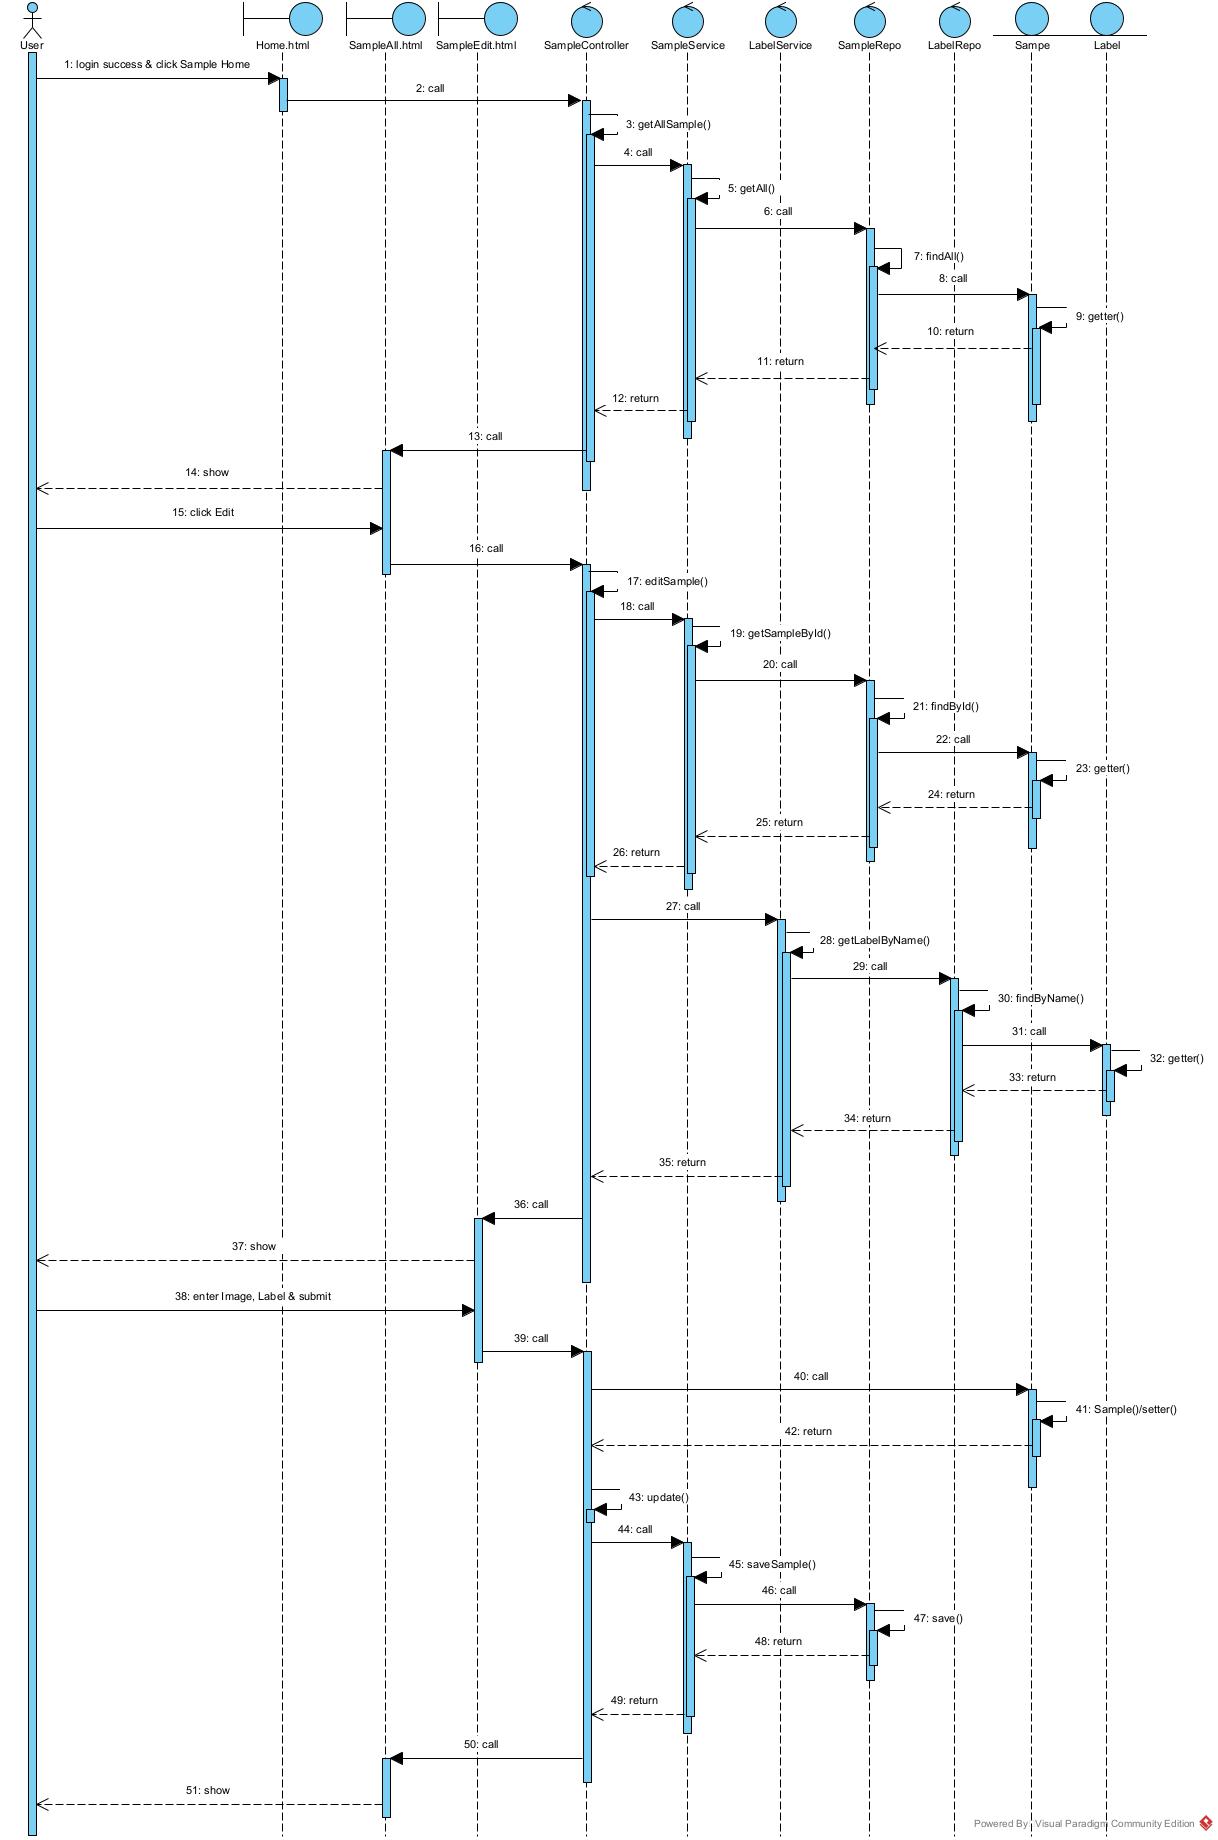 User
Home.html
SampleAll.html
SampleEdit.html
SampleController
SampleService
LabelService
SampleRepo
LabelRepo
Sampe
Label
1: login success & click Sample Home
2: call
3: getAllSample()
4: call
5: getAll()
6: call
7: findAll()
8: call
9: getter()
10: return
11: return
12: return
13: call
14: show
15: click Edit
16: call
17: editSample()
18: call
19: getSampleById()
20: call
21: findById()
22: call
23: getter()
24: return
25: return
26: return
27: call
28: getLabelByName()
29: call
30: findByName()
31: call
32: getter()
33: return
34: return
35: return
36: call
37: show
38: enter Image, Label & submit
39: call
40: call
41: Sample()/setter()
42: return
43: update()
44: call
45: saveSample()
46: call
47: save()
48: return
49: return
50: call
51: show
Powered By Visual Paradigm Community Edition